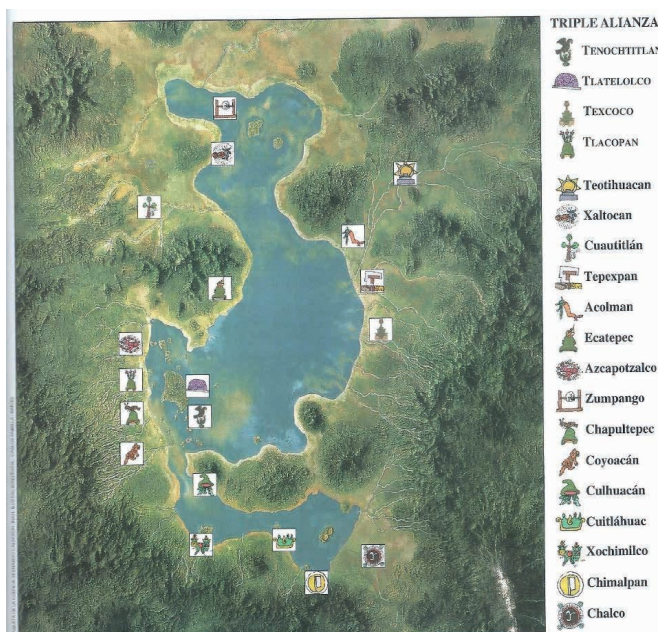 TRIPLE ALIANZA
TENOCHTITLAN
TLATELOLCO
TEXCOCO
TLACOPAN
Teotihuacan
Xaltocan
Cuautitlán
Tepexpan
Acolman
Ecatepec
Azcapotzalco
Zumpango
Chapultepec
Coyoacán
Culhuacán
Cuitláhuac
Xochimilco
Chimalpan
Chalco